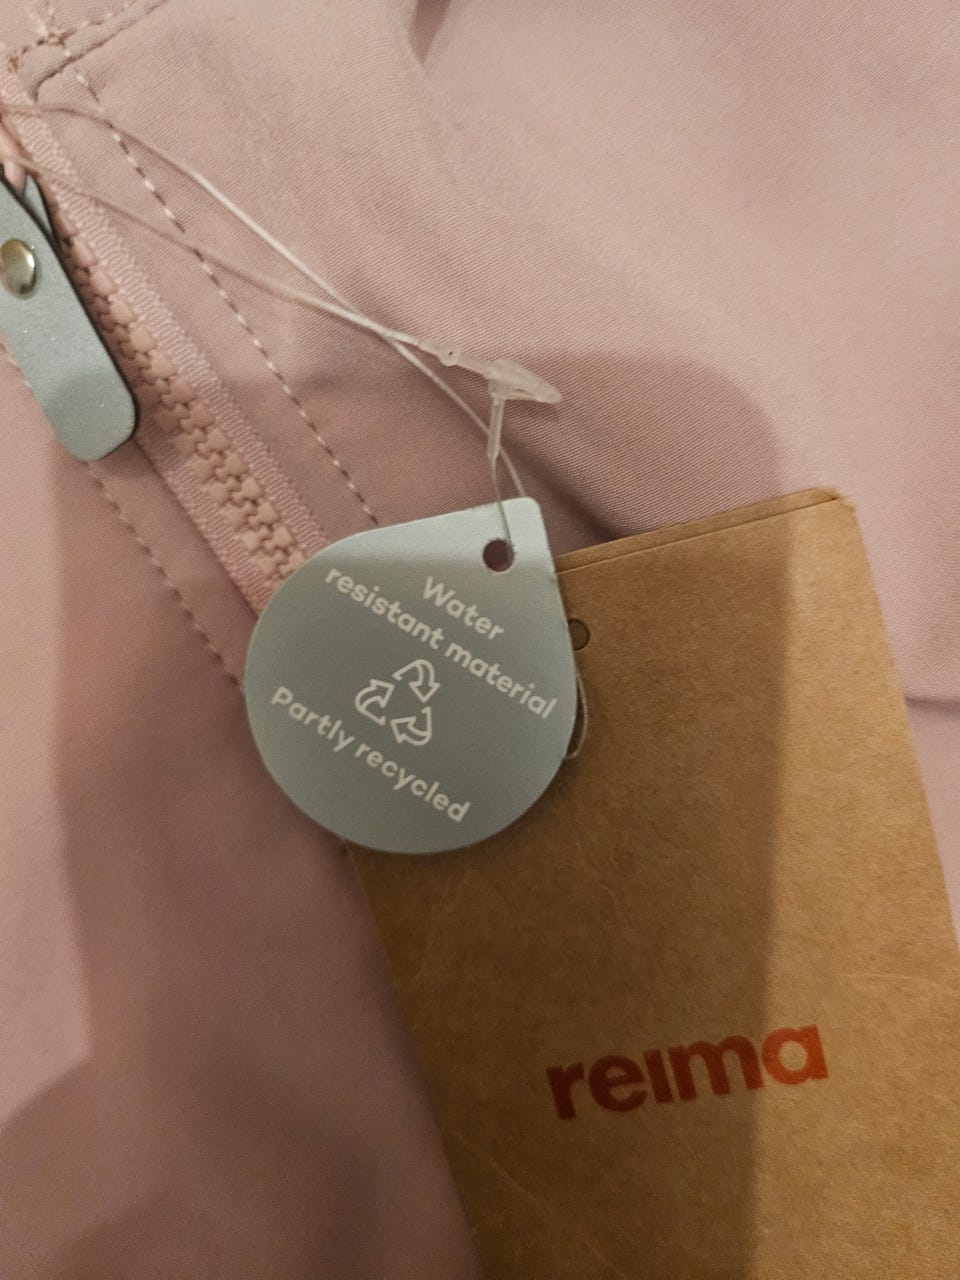 Water
resistant material
Partly recycled
reima